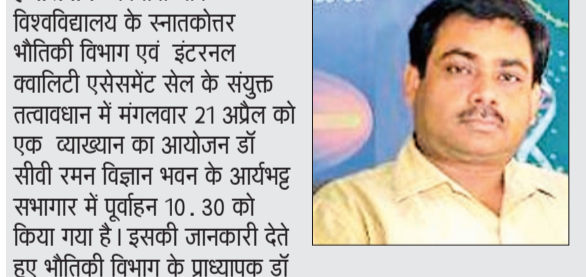 विश्वविद्यालय के स्नातकोत्तर
भौतिकी विभाग एवं इंटरनल
क्वालिटी एसेसमेंट सेल के संयुक्त
तत्वावधान में मंगलवार 21 अप्रैल को
एक व्याख्यान का आयोजन डॉ
सीवी रमन विज्ञान भवन के आर्यभट्ट
सभागार में पूर्वाहन 10.30 को
किया गया है। इसकी जानकारी देते
हुए भौतिकी विभाग के प्राध्यापक डॉ